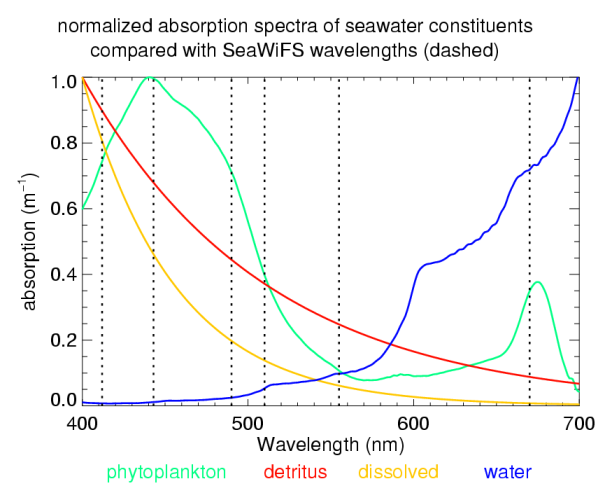 normalized absorption spectra of seawater constituents
compared with SeaWiFS wavelengths (dashed)
1.0
0.8
0.6
0.4
0.2
0.0
absorption (m⁻¹)
400
500
600
700
Wavelength (nm)
phytoplankton detritus dissolved water